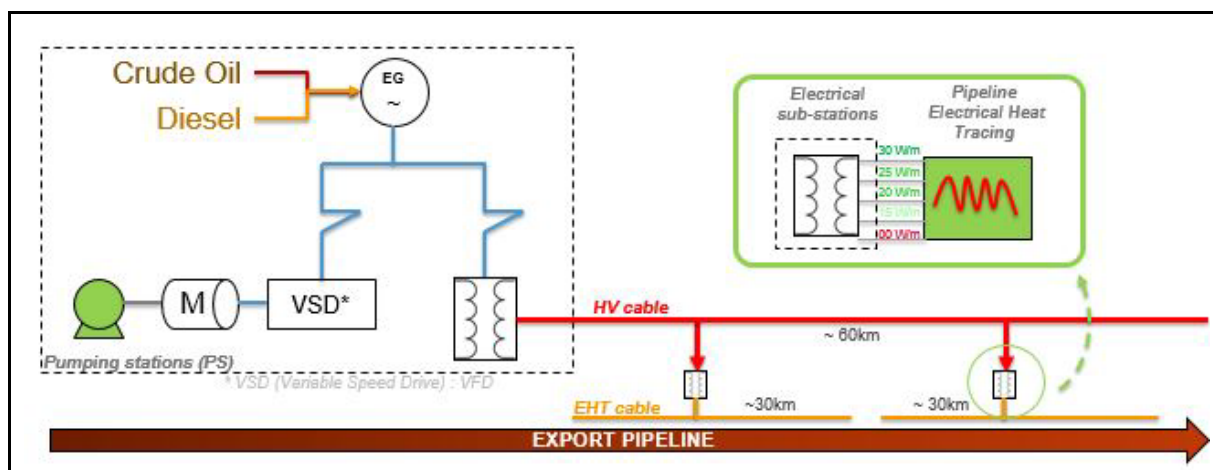 Crude Oil
Diesel
EG
~
M
VSD*
Pumping stations (PS)
* VSD (Variable Speed Drive) : VFD
Electrical
sub-stations
Pipeline
Electrical Heat
Tracing
30 W/m
25 W/m
20 W/m
15 W/m
00 W/m
HV cable
~ 60km
EHT cable
~30km
~ 30km
EXPORT PIPELINE